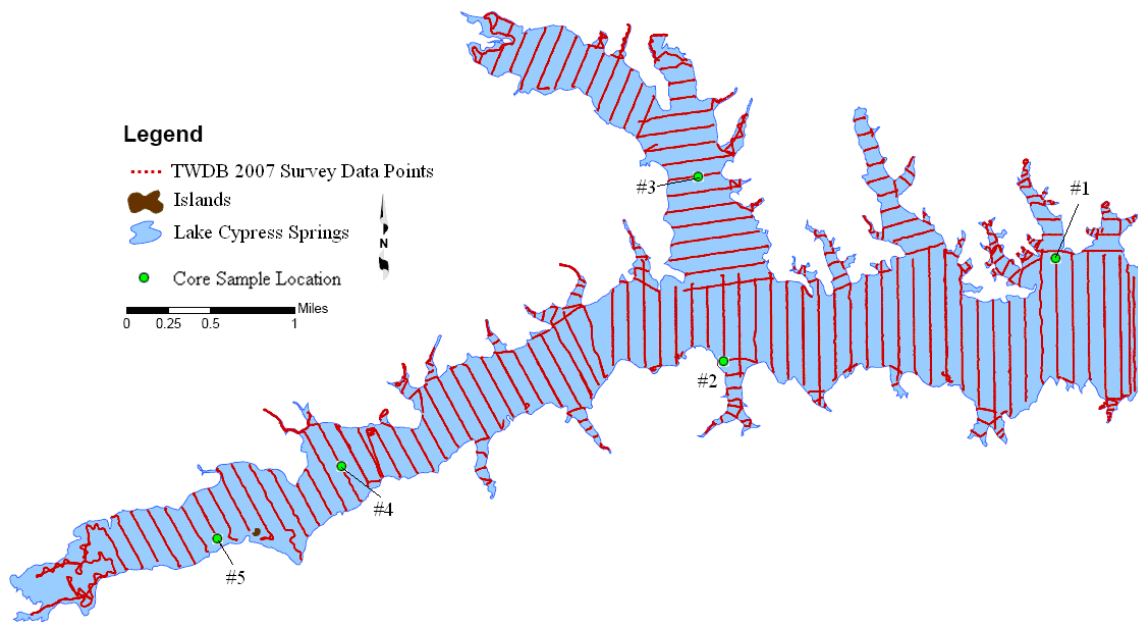 Legend
TWDB 2007 Survey Data Points
Islands
Lake Cypress Springs
Core Sample Location
N
Miles
0 0.25 0.5 1
#1
#2
#3
#4
#5